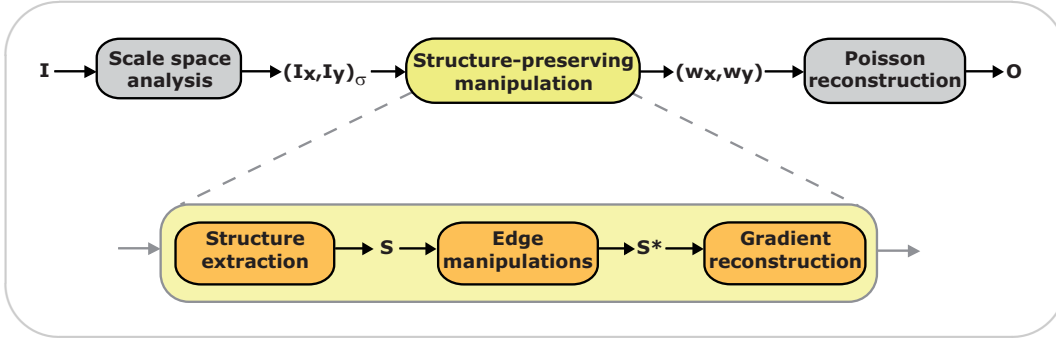 I
Scale space
analysis
(Ix,Iy)σ
Structure-preserving
manipulation
(wx,wy)
Poisson
reconstruction
O
Structure
extraction
S
Edge
manipulations
S*
Gradient
reconstruction